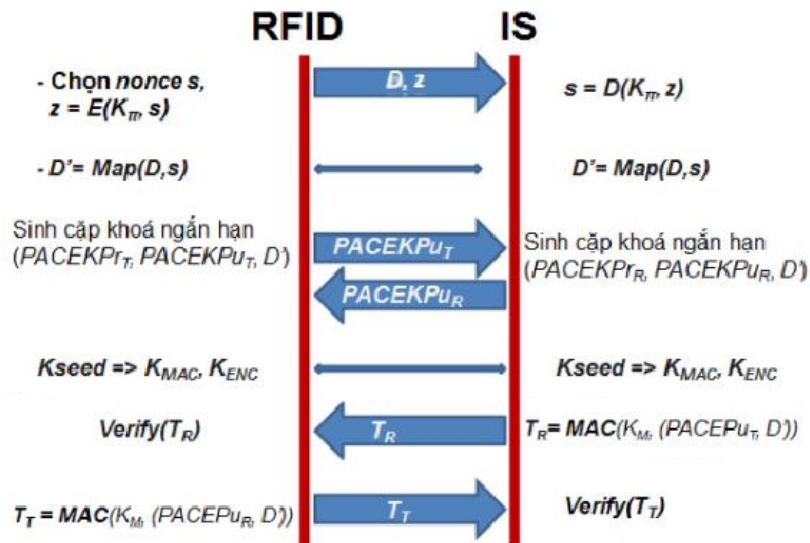 RFID IS
- Chọn nonce s,
z = E(Kπ, s)
D, z
s = D(Kπ, z)
- D'= Map(D,s)
D'= Map(D,s)
Sinh cặp khoá ngắn hạn
(PACEKPrT, PACEKPuT, D')
PACEKPuT
Sinh cặp khoá ngắn hạn
(PACEKPrR, PACEKPuR, D')
PACEKPuR
Kseed => KMAC, KENC
Kseed => KMAC, KENC
Verify(TR)
TR
TR= MAC(KM, (PACEPuT, D'))
TT = MAC(KM, (PACEPuR, D'))
TT
Verify(TT)